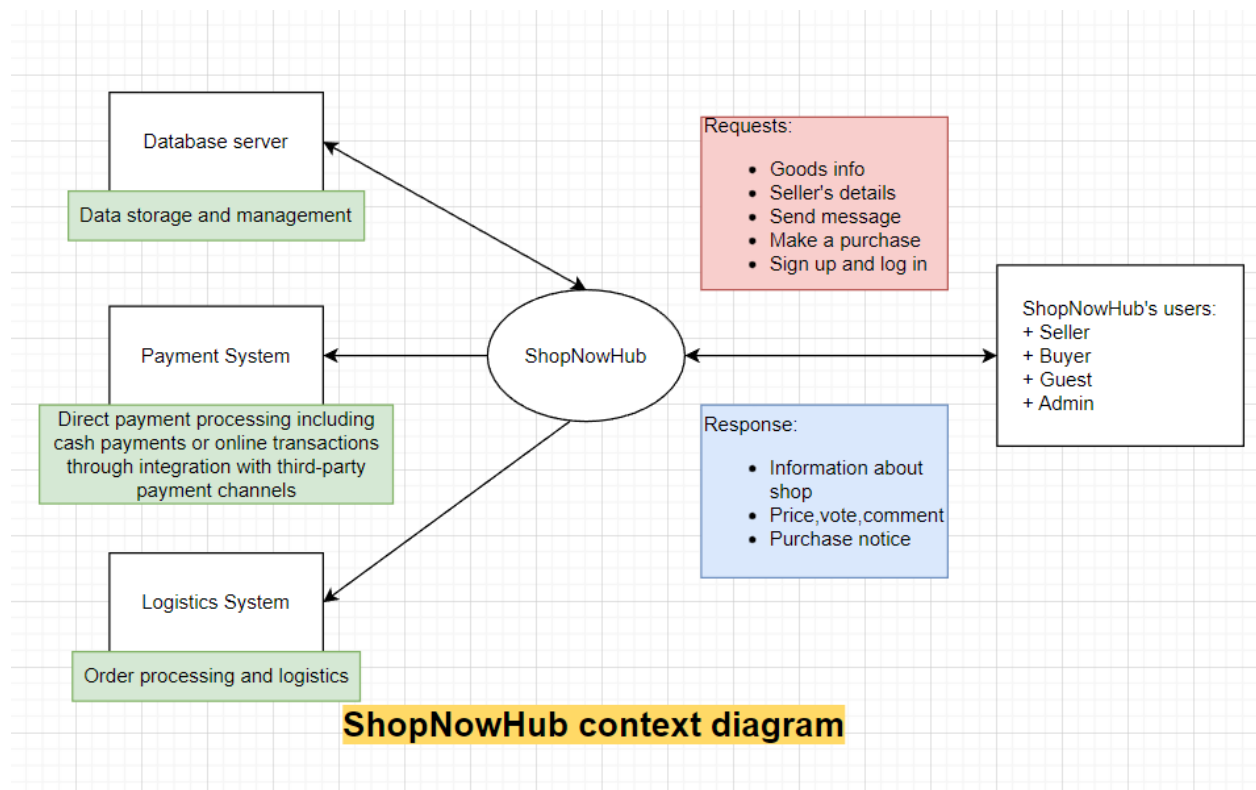 Database server
Data storage and management
Payment System
Direct payment processing including
cash payments or online transactions
through integration with third-party
payment channels
Logistics System
Order processing and logistics
ShopNowHub
Requests:
• Goods info
• Seller's details
• Send message
• Make a purchase
• Sign up and log in
Response:
• Information about
shop
• Price,vote,comment
• Purchase notice
ShopNowHub's users:
+ Seller
+ Buyer
+ Guest
+ Admin
ShopNowHub context diagram